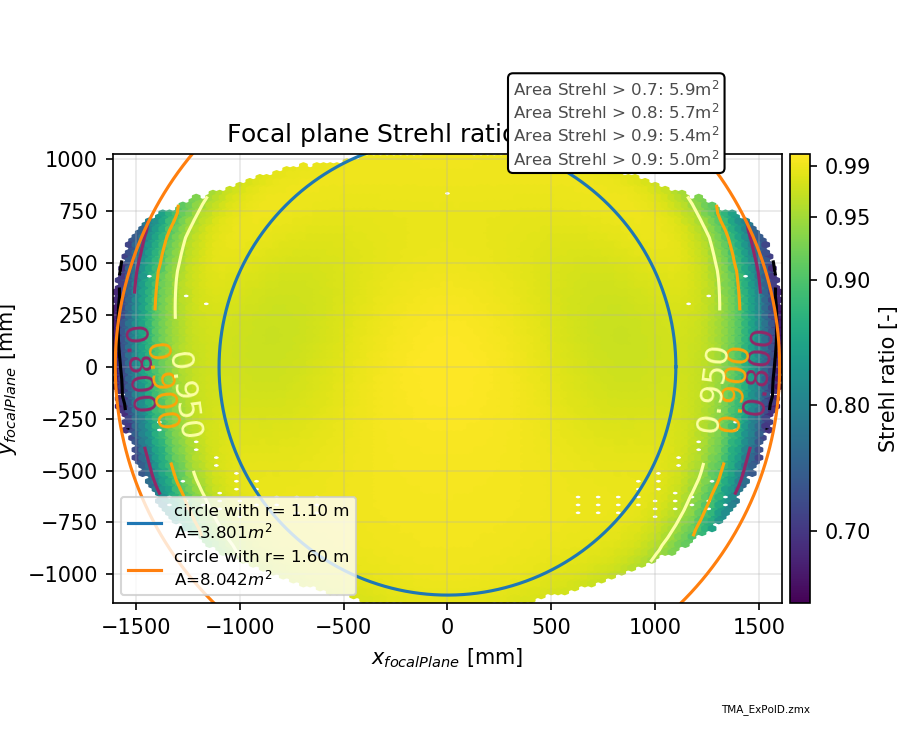 Area Strehl > 0.7: 5.9m²
Area Strehl > 0.8: 5.7m²
Area Strehl > 0.9: 5.4m²
Area Strehl > 0.9: 5.0m²
Focal plane Strehl ratio
1000
750
500
250
0
−250
−500
−750
−1000
y_focalPlane [mm]
0.800
0.900
0.950
0.950
0.900
0.800
circle with r= 1.10 m
A=3.801m²
circle with r= 1.60 m
A=8.042m²
−1500 −1000 −500 0 500 1000 1500
x_focalPlane [mm]
0.99
0.95
0.90
0.80
0.70
Strehl ratio [-]
TMA_ExPoID.zmx